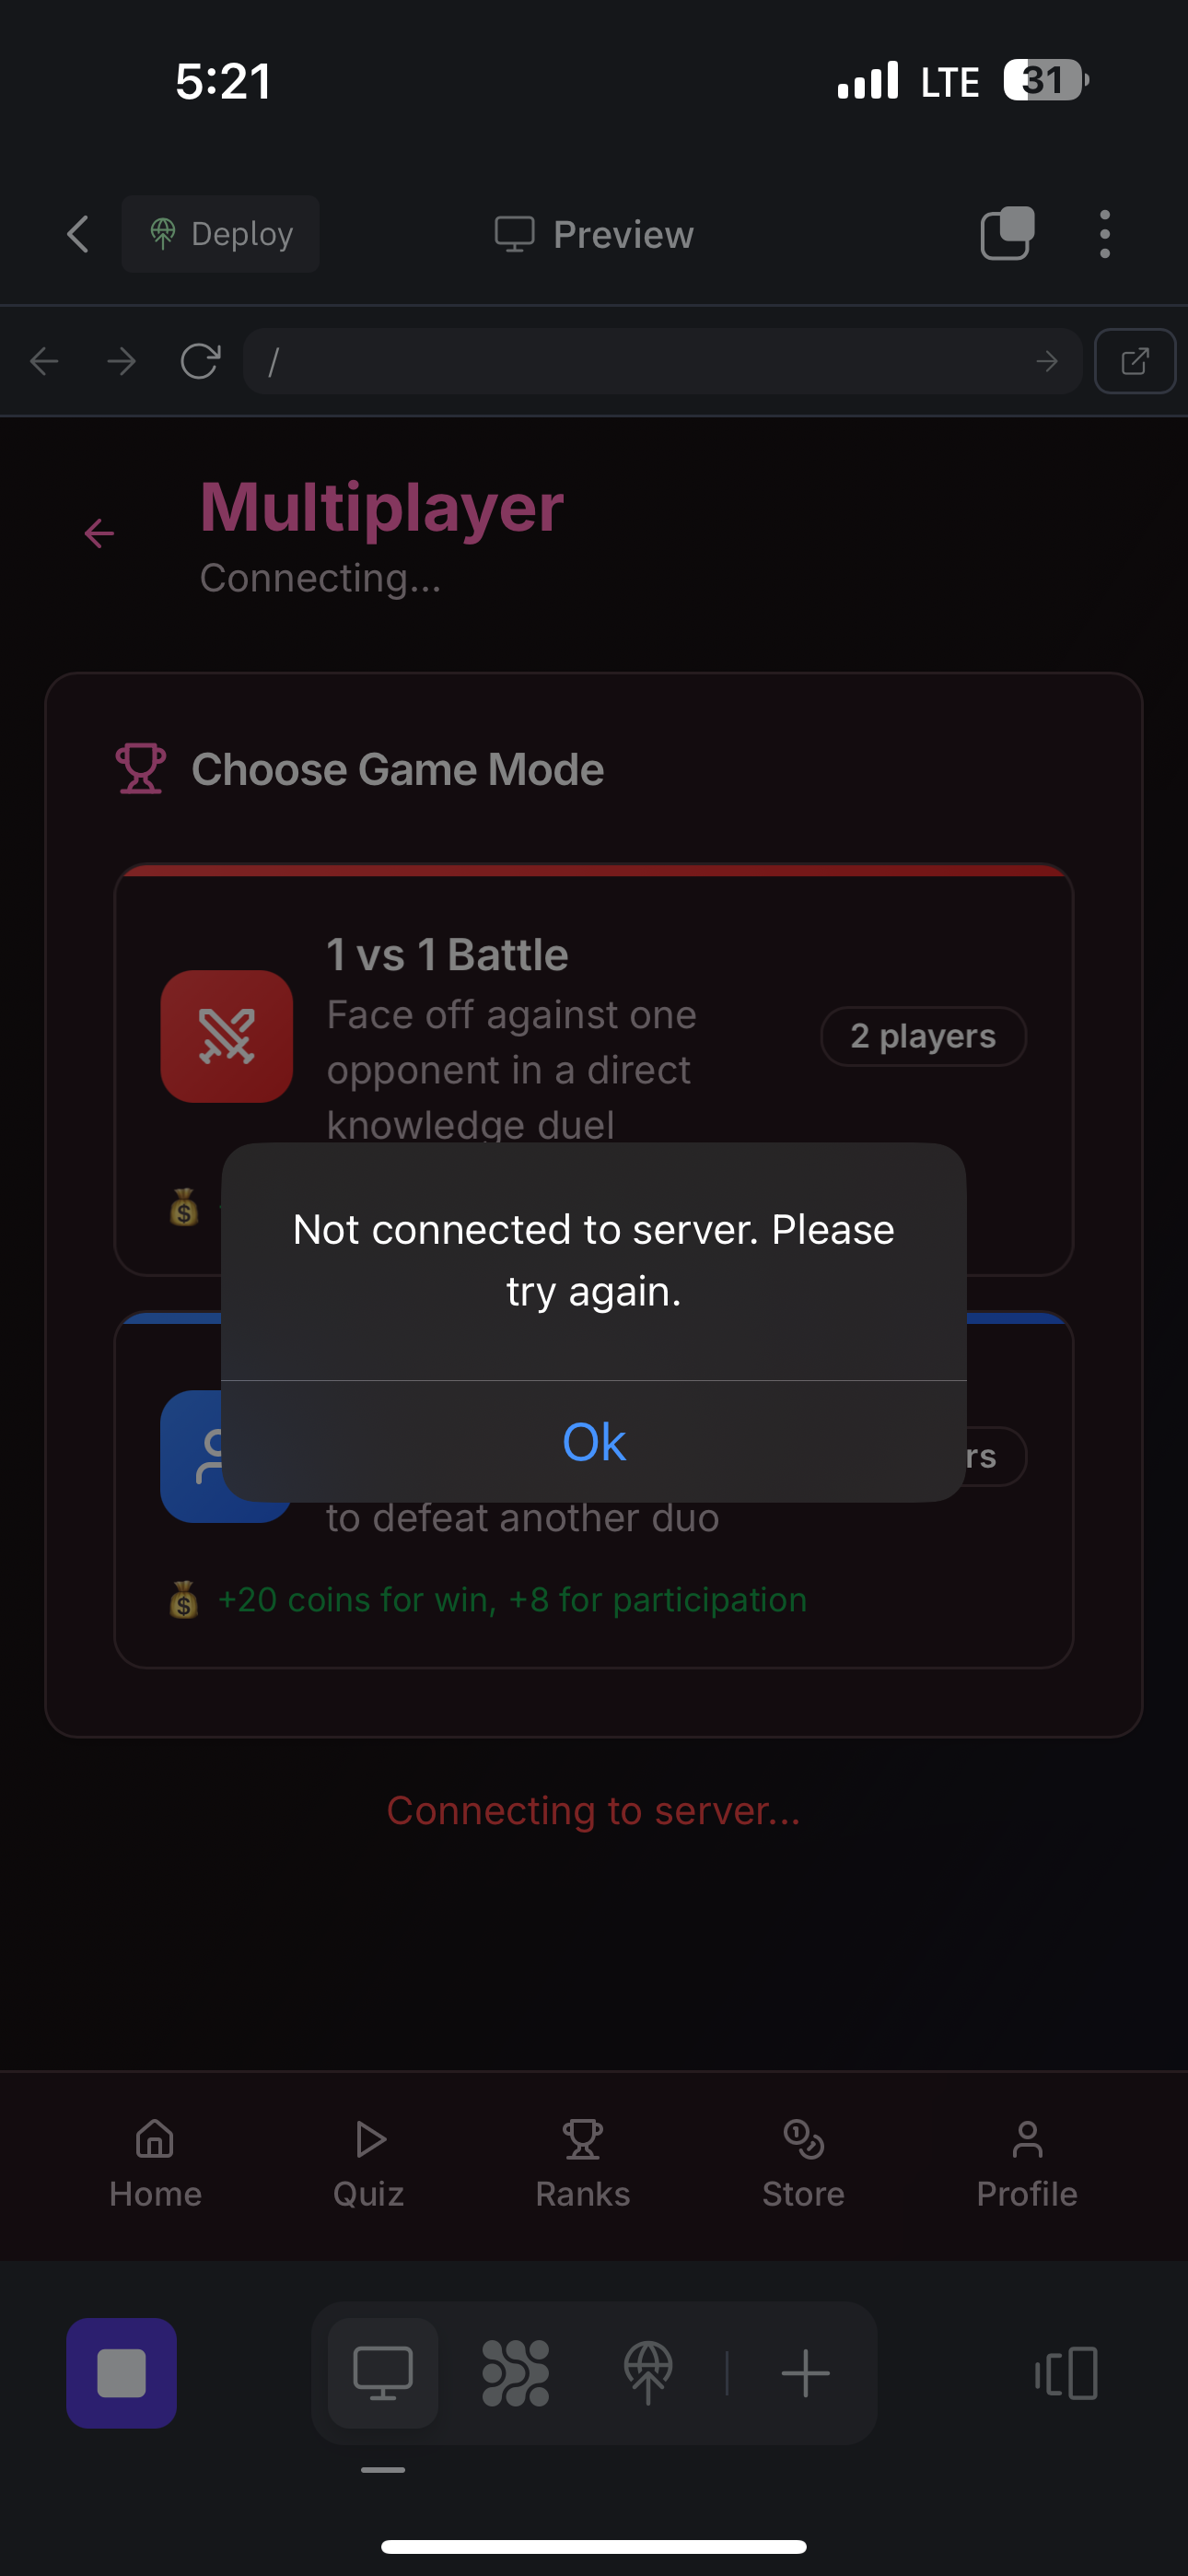 5:21 LTE 31
Deploy Preview
/
Multiplayer
Connecting...
Choose Game Mode
1 vs 1 Battle
Face off against one
opponent in a direct
knowledge duel
2 players
Not connected to server. Please
try again.
Ok
rs
to defeat another duo
+20 coins for win, +8 for participation
Connecting to server...
Home Quiz Ranks Store Profile